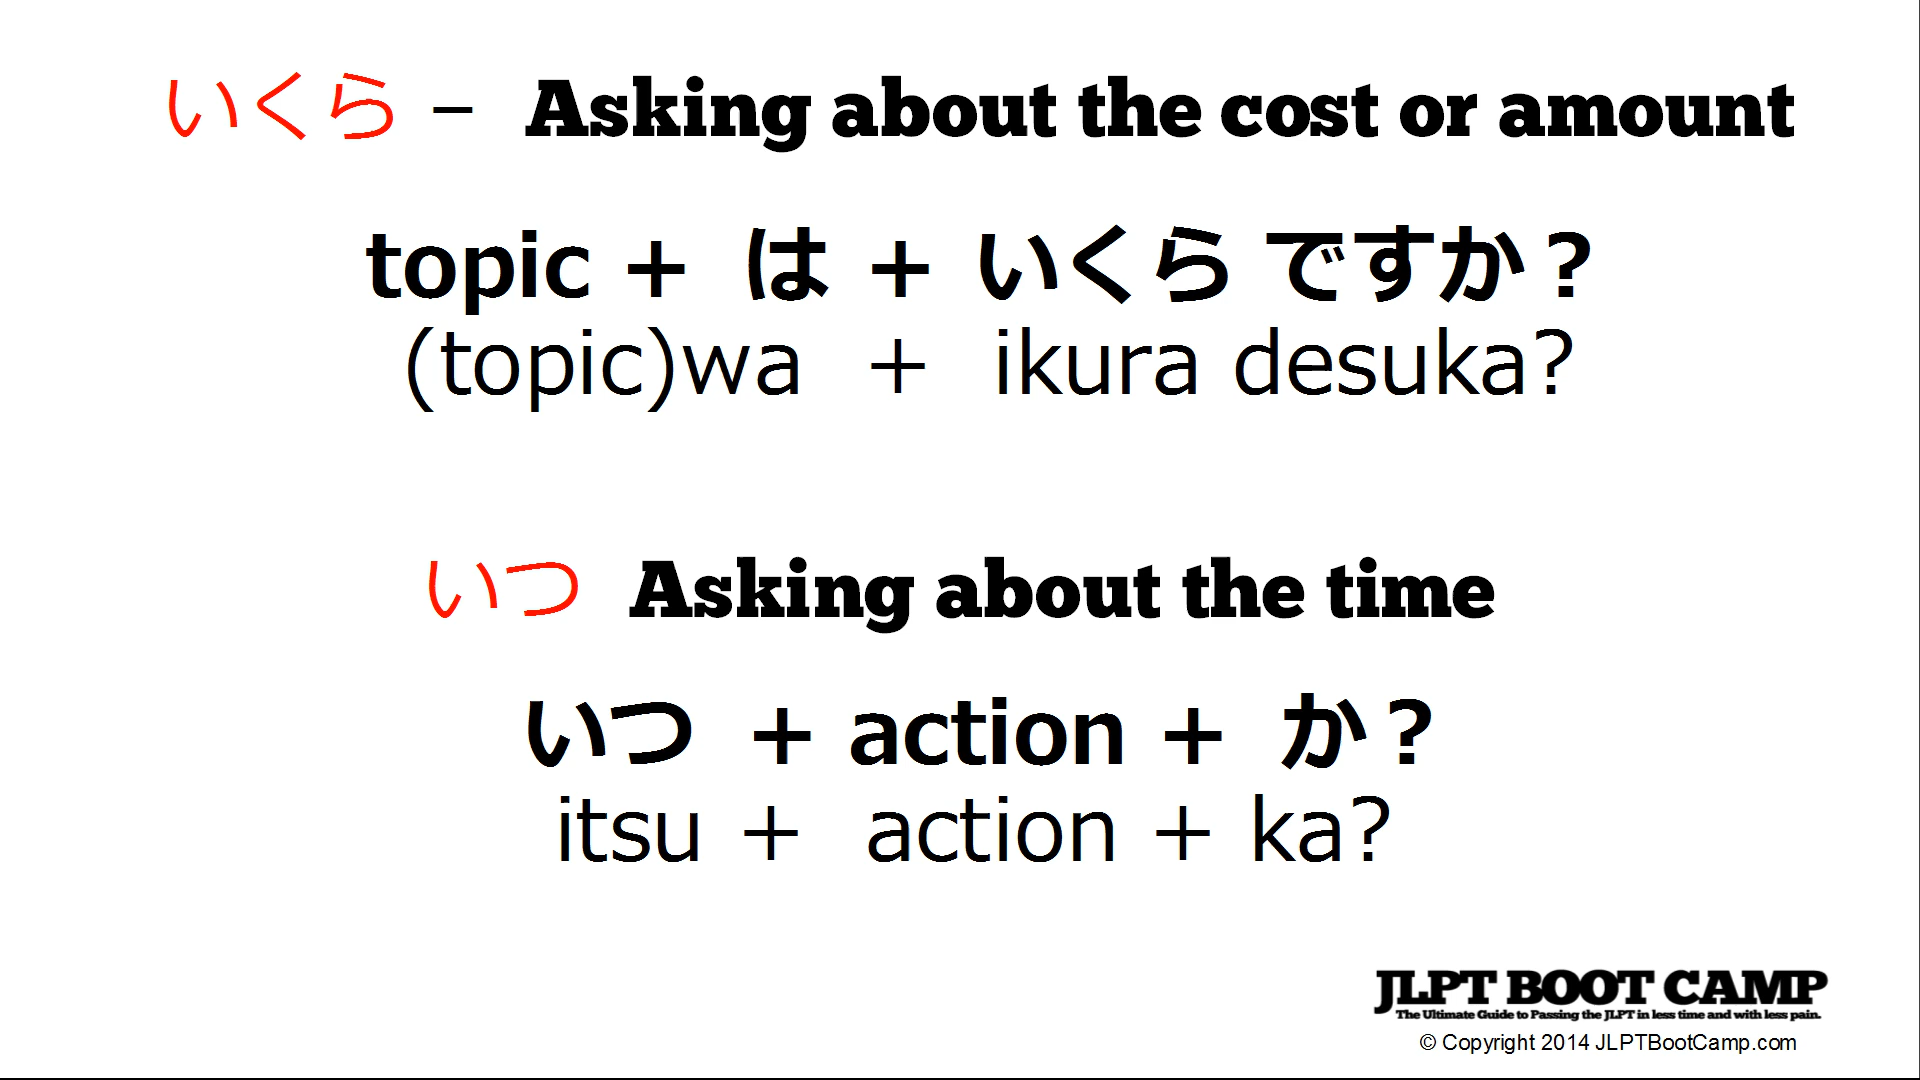 いくら – Asking about the cost or amount
topic + は + いくら ですか？
(topic)wa + ikura desuka?
いつ Asking about the time
いつ + action + か？
itsu + action + ka?
JLPT BOOT CAMP
The Ultimate Guide to Passing the JLPT in less time and with less pain.
© Copyright 2014 JLPTBootCamp.com